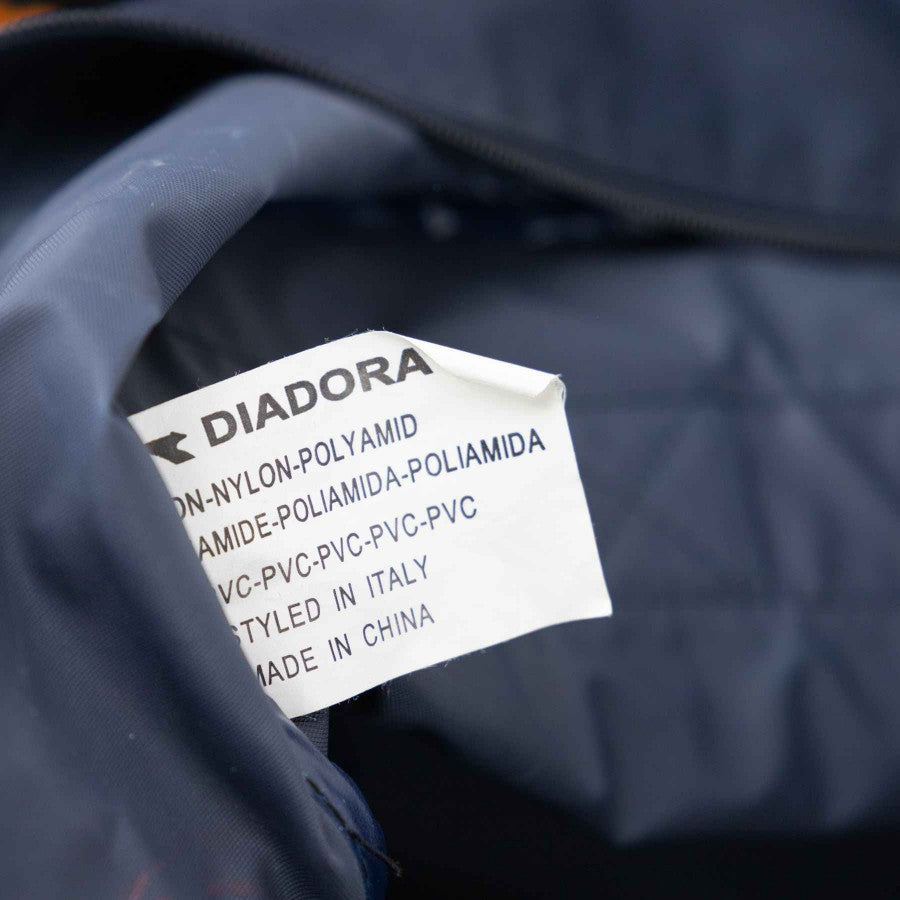 DIADORA
ON-NYLON-POLYAMID
AMIDE-POLIAMIDA-POLIAMIDA
VC-PVC-PVC-PVC-PVC
STYLED IN ITALY
MADE IN CHINA